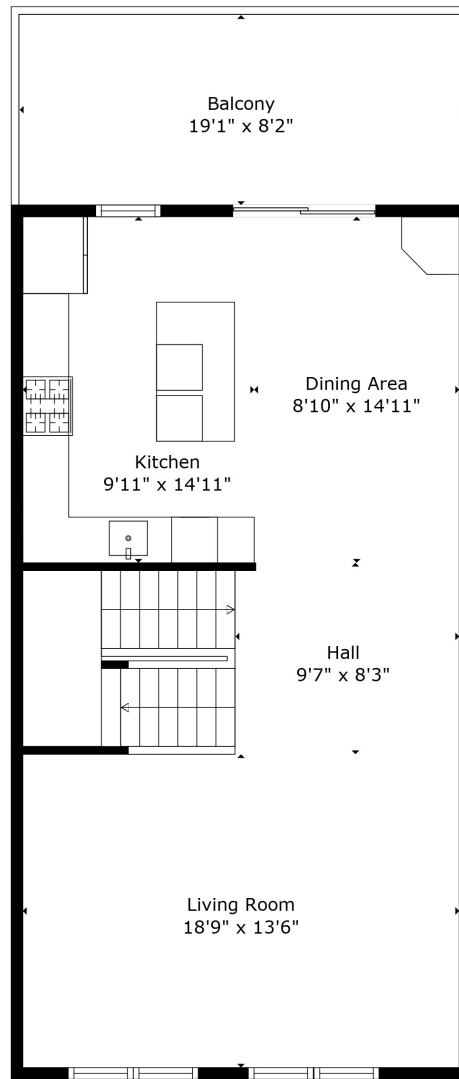 Balcony
19'1" x 8'2"
Dining Area
8'10" x 14'11"
Kitchen
9'11" x 14'11"
Hall
9'7" x 8'3"
Living Room
18'9" x 13'6"